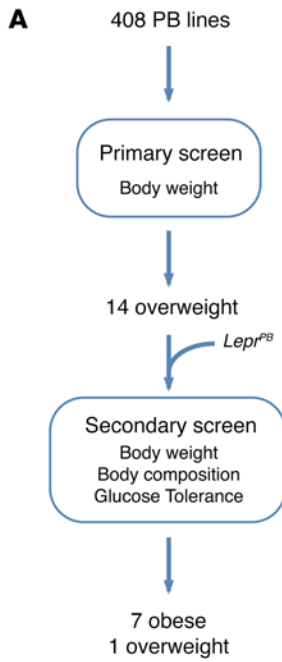 A
408 PB lines
Primary screen
Body weight
14 overweight
Lepr^PB
Secondary screen
Body weight
Body composition
Glucose Tolerance
7 obese
1 overweight